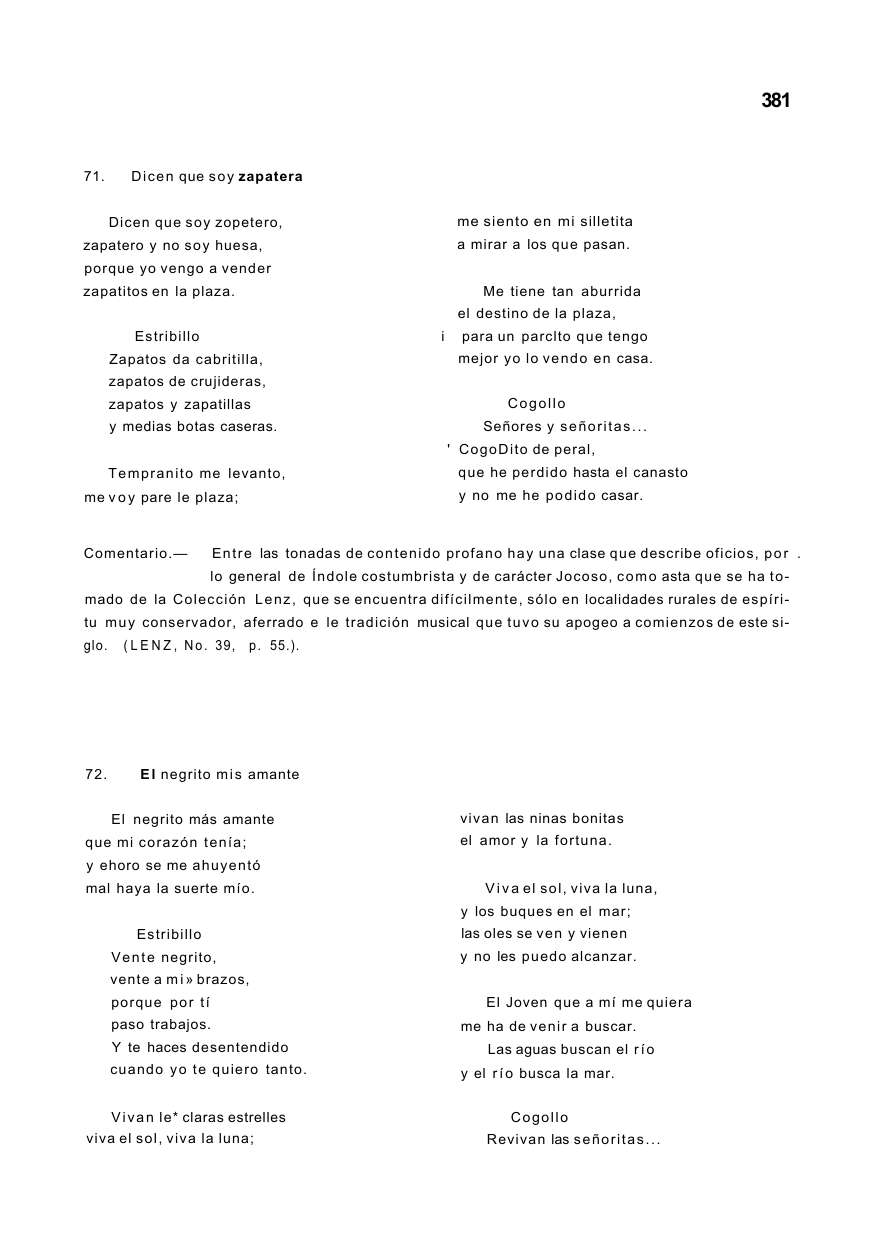 381
71. Dicen que soy zapatera
Dicen que soy zopetero,
zapatero y no soy huesa,
porque yo vengo a vender
zapatitos en la plaza.
Estribillo
Zapatos da cabritilla,
zapatos de crujideras,
zapatos y zapatillas
y medias botas caseras.
Tempranito me levanto,
me voy pare le plaza;
me siento en mi silletita
a mirar a los que pasan.
Me tiene tan aburrida
el destino de la plaza,
i para un parclto que tengo
mejor yo lo vendo en casa.
Cogollo
Señores y señoritas...
' CogoDito de peral,
que he perdido hasta el canasto
y no me he podido casar.
Comentario.— Entre las tonadas de contenido profano hay una clase que describe oficios, por .
lo general de Índole costumbrista y de carácter Jocoso, como asta que se ha to-
mado de la Colección Lenz, que se encuentra difícilmente, sólo en localidades rurales de espíri-
tu muy conservador, aferrado e le tradición musical que tuvo su apogeo a comienzos de este si-
glo. (LENZ, No. 39, p. 55.).
72. El negrito mis amante
El negrito más amante
que mi corazón tenía;
y ehoro se me ahuyentó
mal haya la suerte mío.
Estribillo
Vente negrito,
vente a mi» brazos,
porque por tí
paso trabajos.
Y te haces desentendido
cuando yo te quiero tanto.
Vivan le* claras estrelles
viva el sol, viva la luna;
vivan las ninas bonitas
el amor y la fortuna.
Viva el sol, viva la luna,
y los buques en el mar;
las oles se ven y vienen
y no les puedo alcanzar.
El Joven que a mí me quiera
me ha de venir a buscar.
Las aguas buscan el río
y el río busca la mar.
Cogollo
Revivan las señoritas...